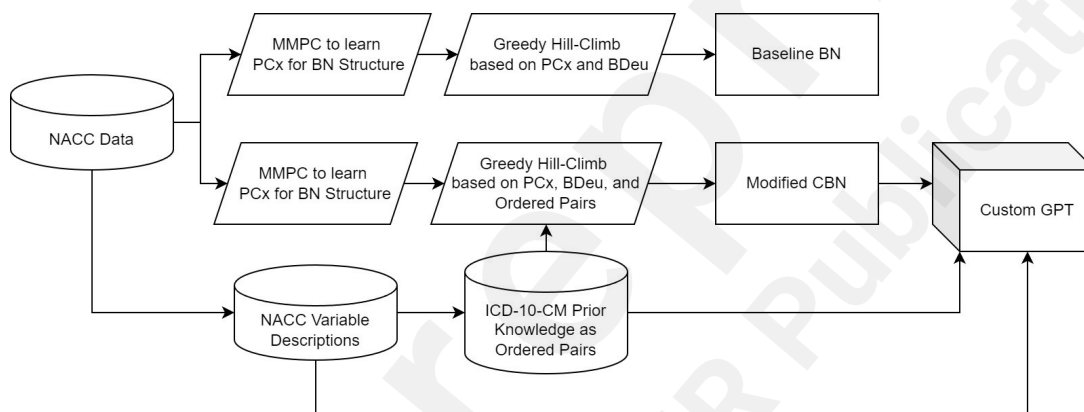 MMPC to learn
PCx for BN Structure
Greedy Hill-Climb
based on PCx and BDeu
Baseline BN
NACC Data
MMPC to learn
PCx for BN Structure
Greedy Hill-Climb
based on PCx, BDeu, and
Ordered Pairs
Modified CBN
Custom GPT
NACC Variable
Descriptions
ICD-10-CM Prior
Knowledge as
Ordered Pairs